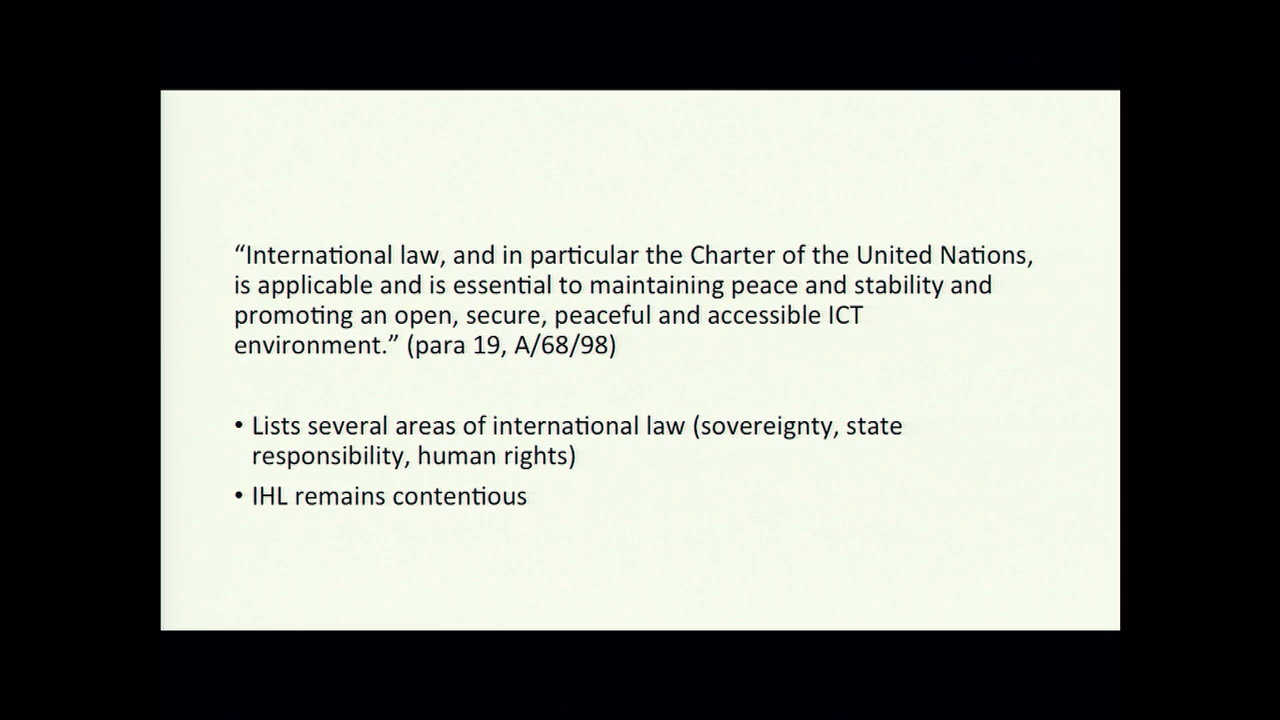 “International law, and in particular the Charter of the United Nations,
is applicable and is essential to maintaining peace and stability and
promoting an open, secure, peaceful and accessible ICT
environment.” (para 19, A/68/98)
• Lists several areas of international law (sovereignty, state
responsibility, human rights)
• IHL remains contentious